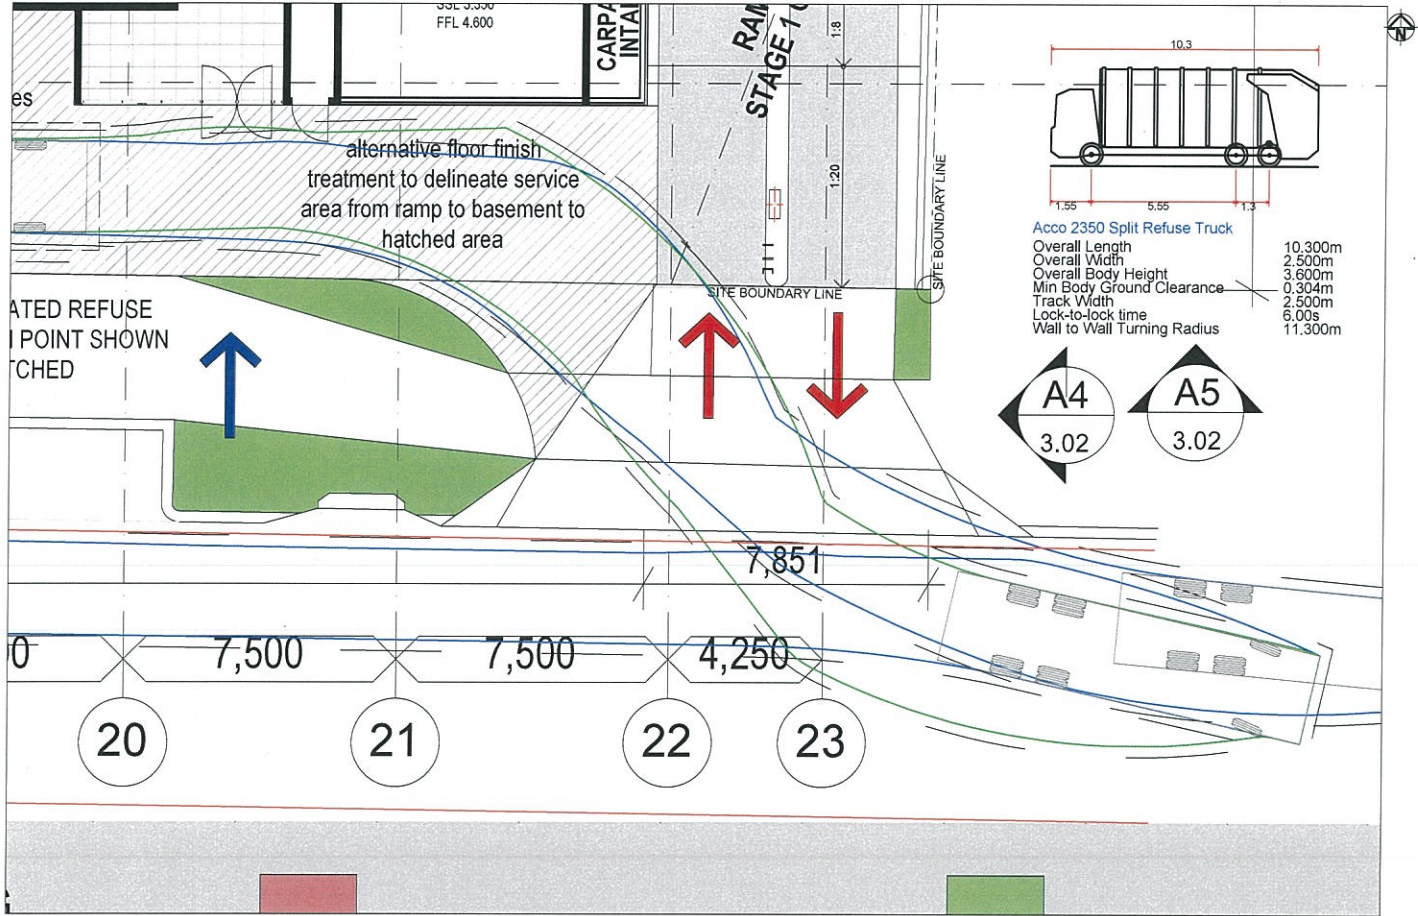 FFL 4.600
CARPA
INTAI
RAM
STAGE 1
1:8
1:20
N
10.3
es
alternative floor finish
treatment to delineate service
area from ramp to basement to
hatched area
SITE BOUNDARY LINE
SITE BOUNDARY LINE
1.55
5.55
1.3
Acco 2350 Split Refuse Truck
Overall Length 10.300m
Overall Width 2.500m
Overall Body Height 3.600m
Min Body Ground Clearance 0.304m
Track Width 2.500m
Lock-to-lock time 6.00s
Wall to Wall Turning Radius 11.300m
ATED REFUSE
POINT SHOWN
TCHED
A4
3.02
A5
3.02
7,851
0
7,500
7,500
4,250
20
21
22
23